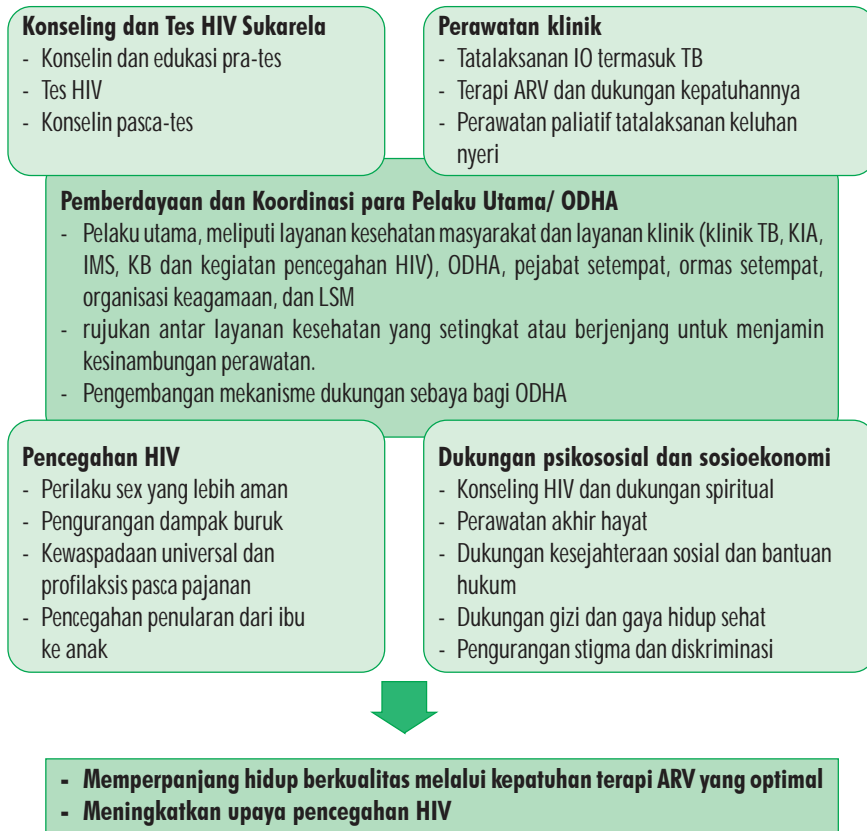 Konseling dan Tes HIV Sukarela
- Konselin dan edukasi pra-tes
- Tes HIV
- Konselin pasca-tes
Perawatan klinik
- Tatalaksanan IO termasuk TB
- Terapi ARV dan dukungan kepatuhannya
- Perawatan paliatif tatalaksanan keluhan
nyeri
Pemberdayaan dan Koordinasi para Pelaku Utama/ ODHA
- Pelaku utama, meliputi layanan kesehatan masyarakat dan layanan klinik (klinik TB, KIA,
IMS, KB dan kegiatan pencegahan HIV), ODHA, pejabat setempat, ormas setempat,
organisasi keagamaan, dan LSM
- rujukan antar layanan kesehatan yang setingkat atau berjenjang untuk menjamin
kesinambungan perawatan.
- Pengembangan mekanisme dukungan sebaya bagi ODHA
Pencegahan HIV
- Perilaku sex yang lebih aman
- Pengurangan dampak buruk
- Kewaspadaan universal dan
profilaksis pasca pajanan
- Pencegahan penularan dari ibu
ke anak
Dukungan psikososial dan sosioekonomi
- Konseling HIV dan dukungan spiritual
- Perawatan akhir hayat
- Dukungan kesejahteraan sosial dan bantuan
hukum
- Dukungan gizi dan gaya hidup sehat
- Pengurangan stigma dan diskriminasi
- Memperpanjang hidup berkualitas melalui kepatuhan terapi ARV yang optimal
- Meningkatkan upaya pencegahan HIV